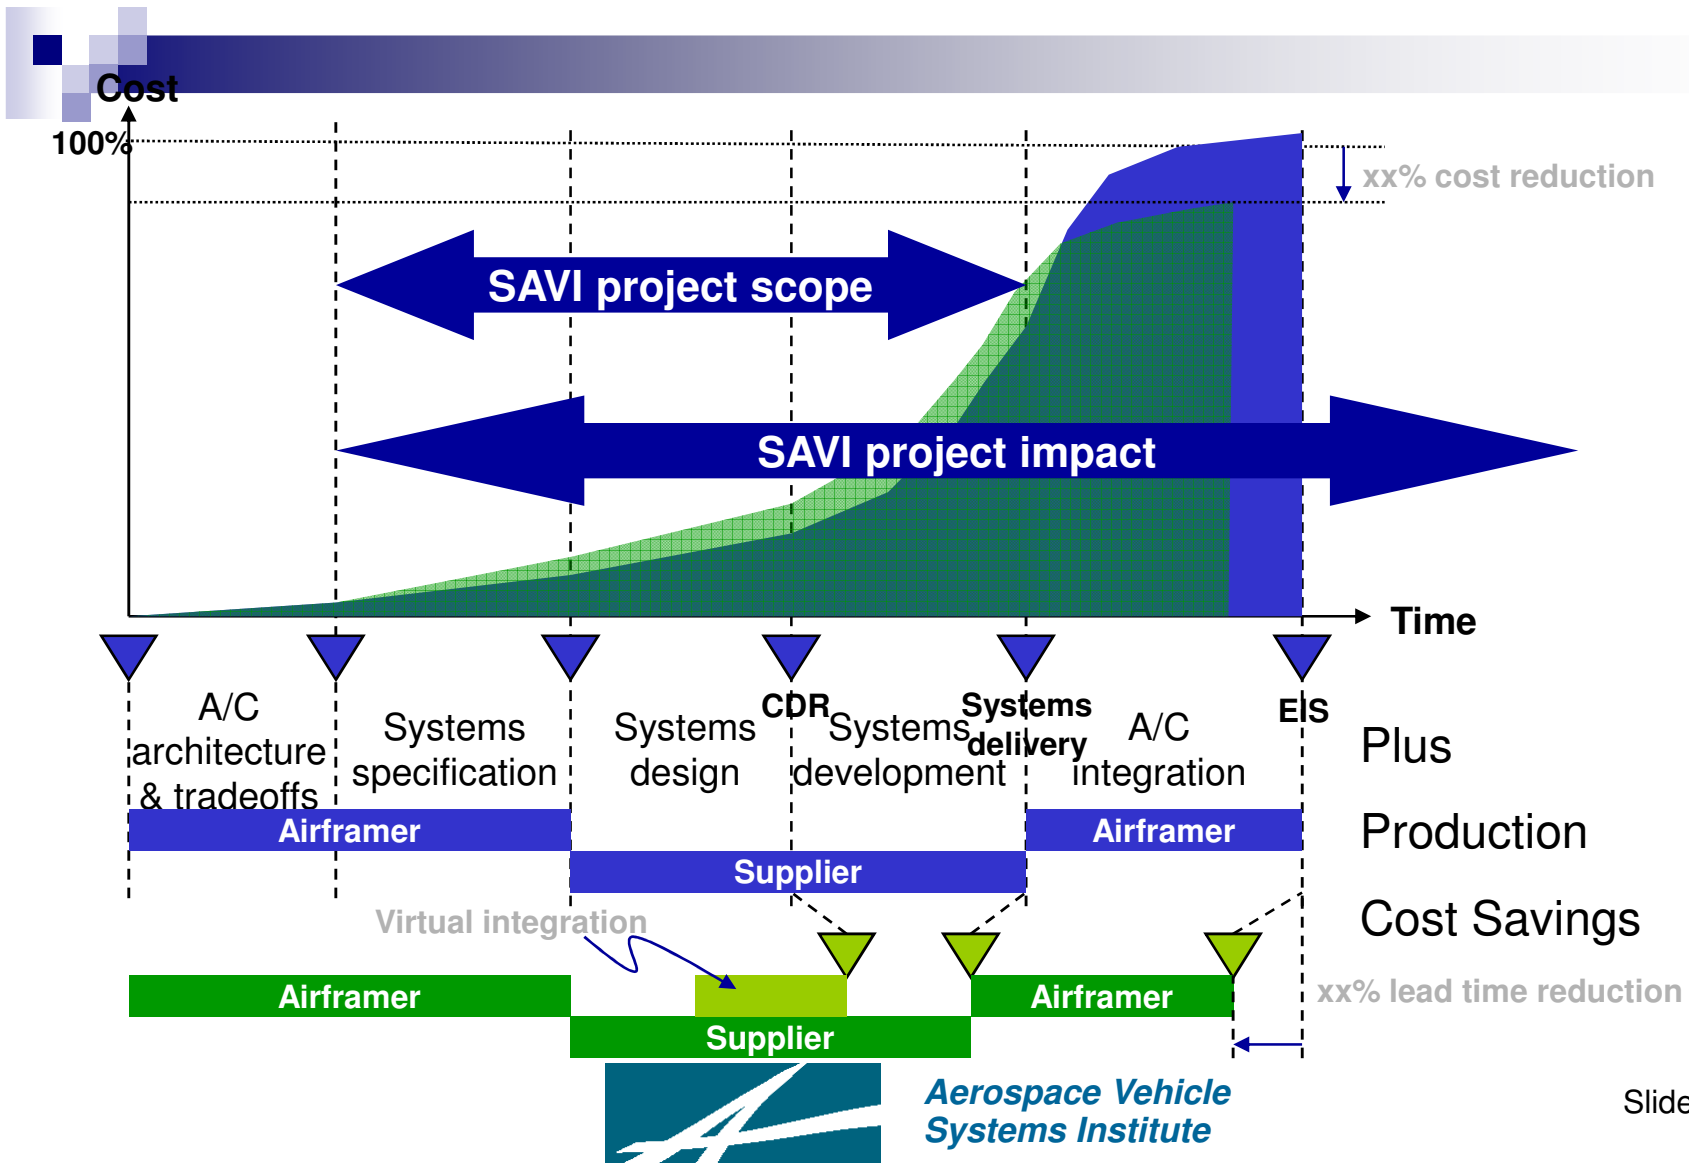 Cost
100%
xx% cost reduction
SAVI project scope
SAVI project impact
Time
A/C
architecture
& tradeoffs
Systems
specification
Systems
design
CDR
Systems
development
Systems
delivery
A/C
integration
EIS
Plus
Production
Cost Savings
Airframer
Airframer
Supplier
Virtual integration
Airframer
Airframer
xx% lead time reduction
Supplier
Aerospace Vehicle
Systems Institute
Slide